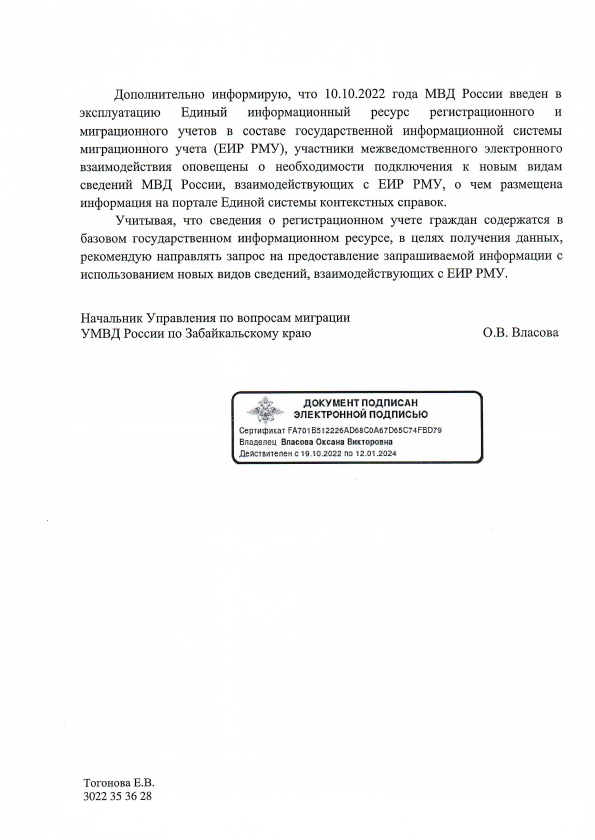 Дополнительно информирую, что 10.10.2022 года МВД России введен в
эксплуатацию Единый информационный ресурс регистрационного и
миграционного учетов в составе государственной информационной системы
миграционного учета (ЕИР РМУ), участники межведомственного электронного
взаимодействия оповещены о необходимости подключения к новым видам
сведений МВД России, взаимодействующих с ЕИР РМУ, о чем размещена
информация на портале Единой системы контекстных справок.
Учитывая, что сведения о регистрационном учете граждан содержатся в
базовом государственном информационном ресурсе, в целях получения данных,
рекомендую направлять запрос на предоставление запрашиваемой информации с
использованием новых видов сведений, взаимодействующих с ЕИР РМУ.
Начальник Управления по вопросам миграции
УМВД России по Забайкальскому краю О.В. Власова
ДОКУМЕНТ ПОДПИСАН
ЭЛЕКТРОННОЙ ПОДПИСЬЮ
Сертификат FA701B512226AD68C0A67D65C74FBD79
Владелец Власова Оксана Викторовна
Действителен с 19.10.2022 по 12.01.2024
Тогонова Е.В.
3022 35 36 28